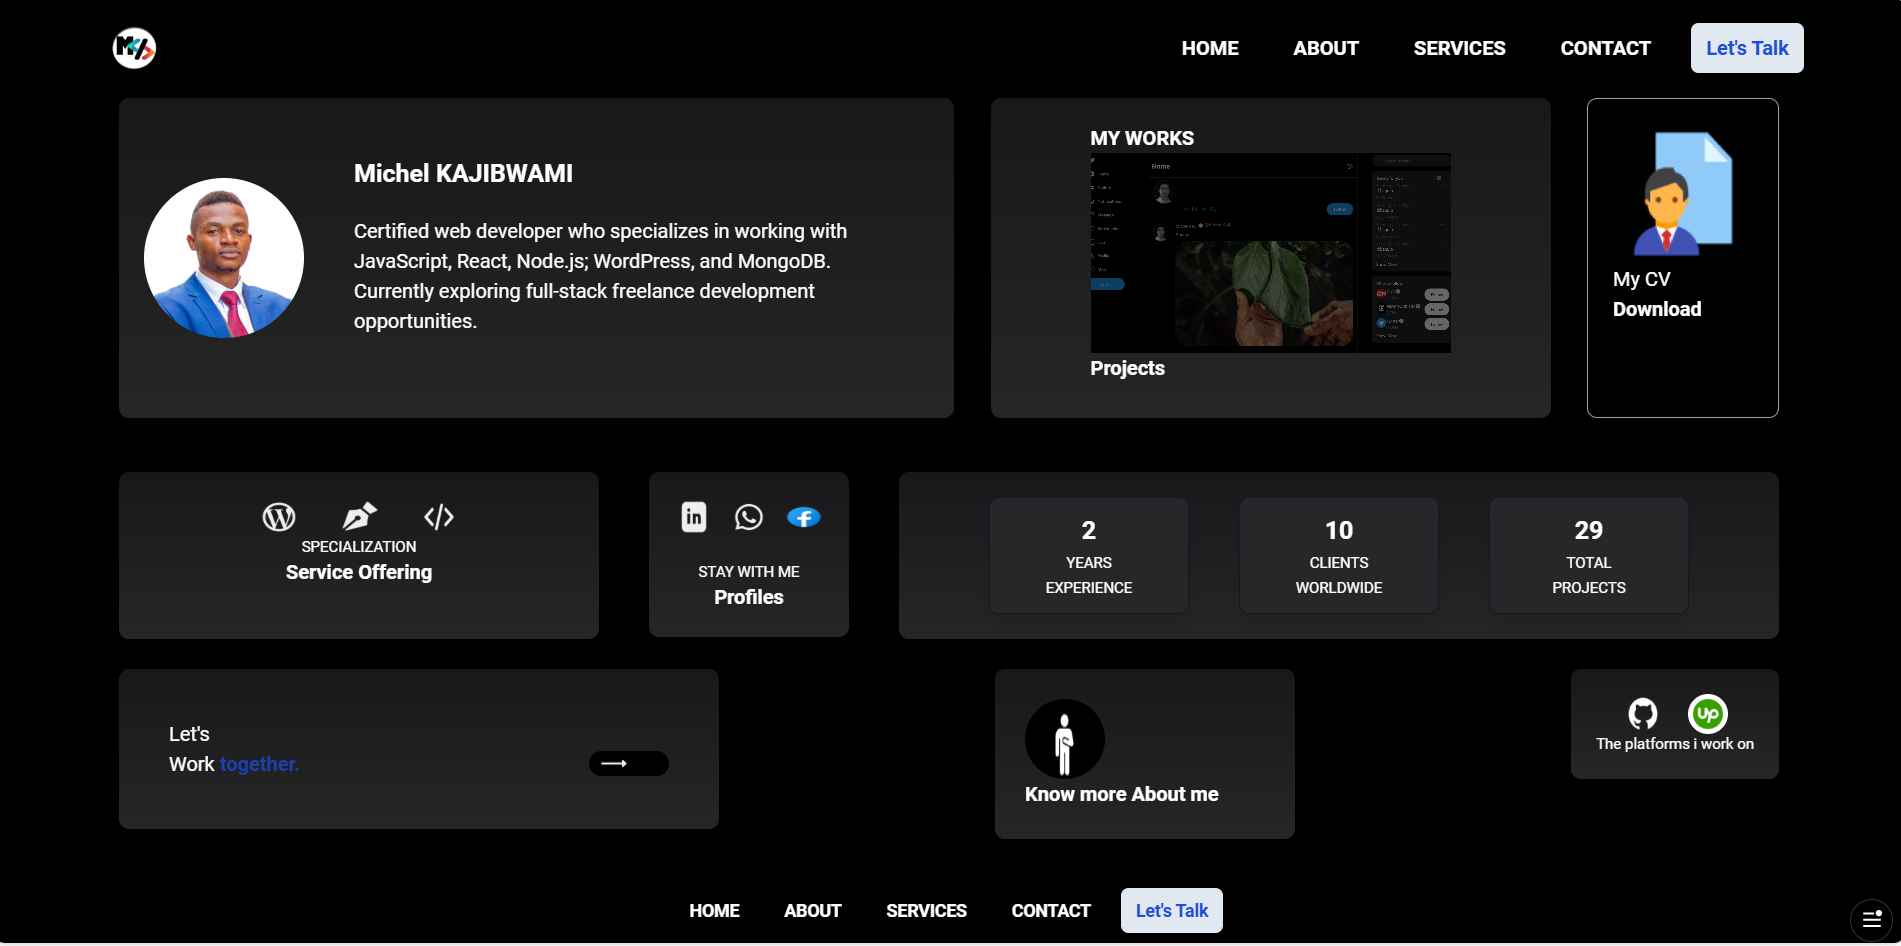 HOME
ABOUT
SERVICES
CONTACT
Let's Talk
Michel KAJIBWAMI
Certified web developer who specializes in working with
JavaScript, React, Node.js; WordPress, and MongoDB.
Currently exploring full-stack freelance development
opportunities.
MY WORKS
Home
Projects
My CV
Download
SPECIALIZATION
Service Offering
in
STAY WITH ME
Profiles
2
YEARS
EXPERIENCE
10
CLIENTS
WORLDWIDE
29
TOTAL
PROJECTS
Let's
Work together.
Know more About me
Up
The platforms i work on
HOME
ABOUT
SERVICES
CONTACT
Let's Talk